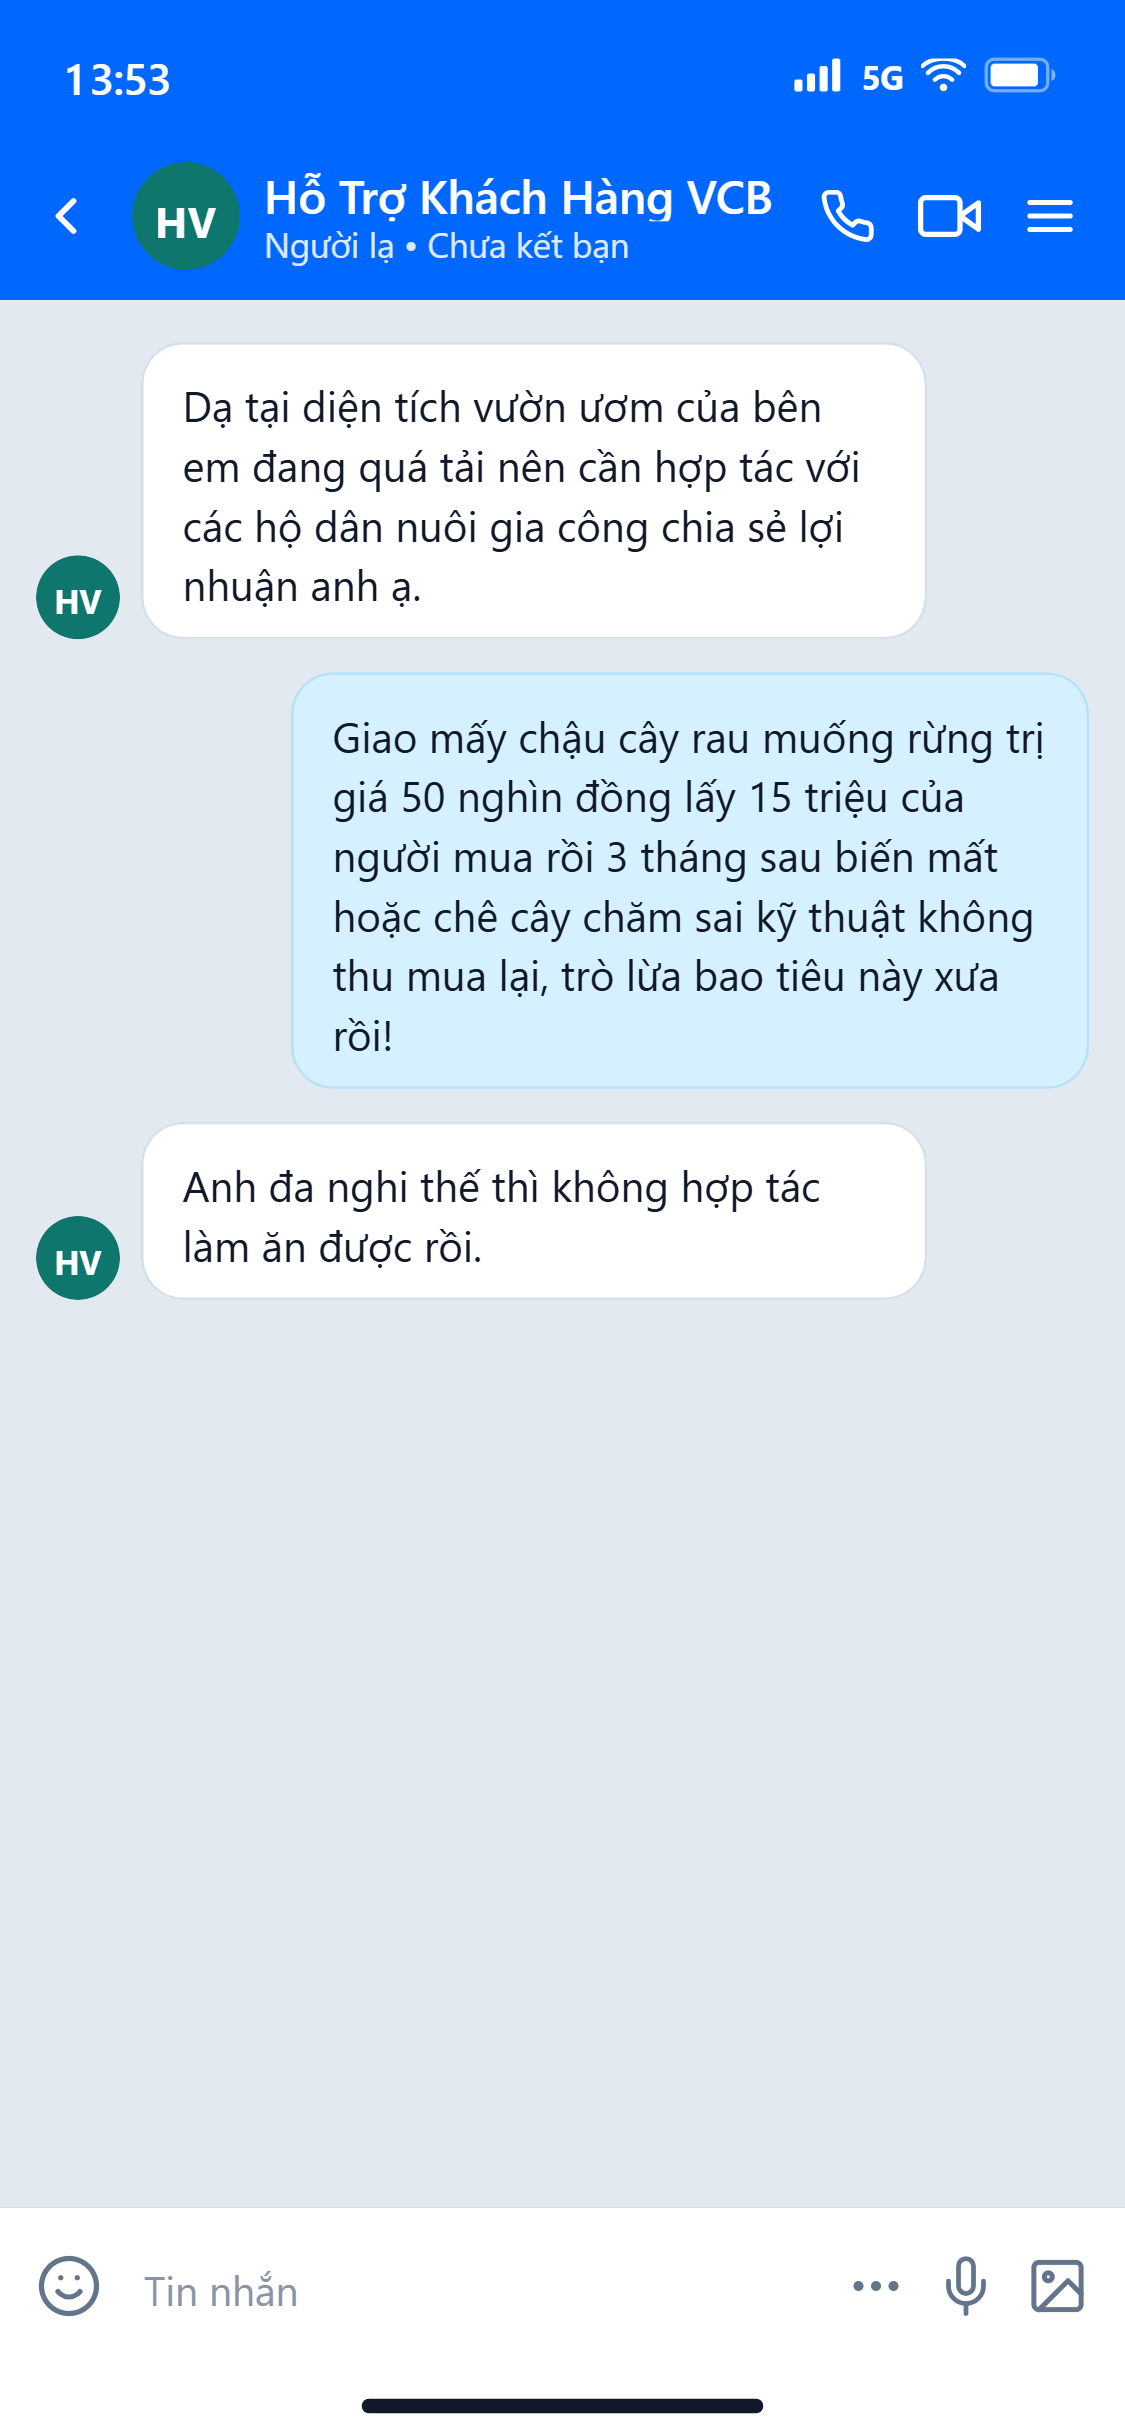 13:53
5G
HV
Hỗ Trợ Khách Hàng VCB
Người lạ • Chưa kết bạn
Dạ tại diện tích vườn ươm của bên
em đang quá tải nên cần hợp tác với
các hộ dân nuôi gia công chia sẻ lợi
nhuận anh ạ.
HV
Giao mấy chậu cây rau muống rừng trị
giá 50 nghìn đồng lấy 15 triệu của
người mua rồi 3 tháng sau biến mất
hoặc chê cây chăm sai kỹ thuật không
thu mua lại, trò lừa bao tiêu này xưa
rồi!
Anh đa nghi thế thì không hợp tác
làm ăn được rồi.
HV
Tin nhắn